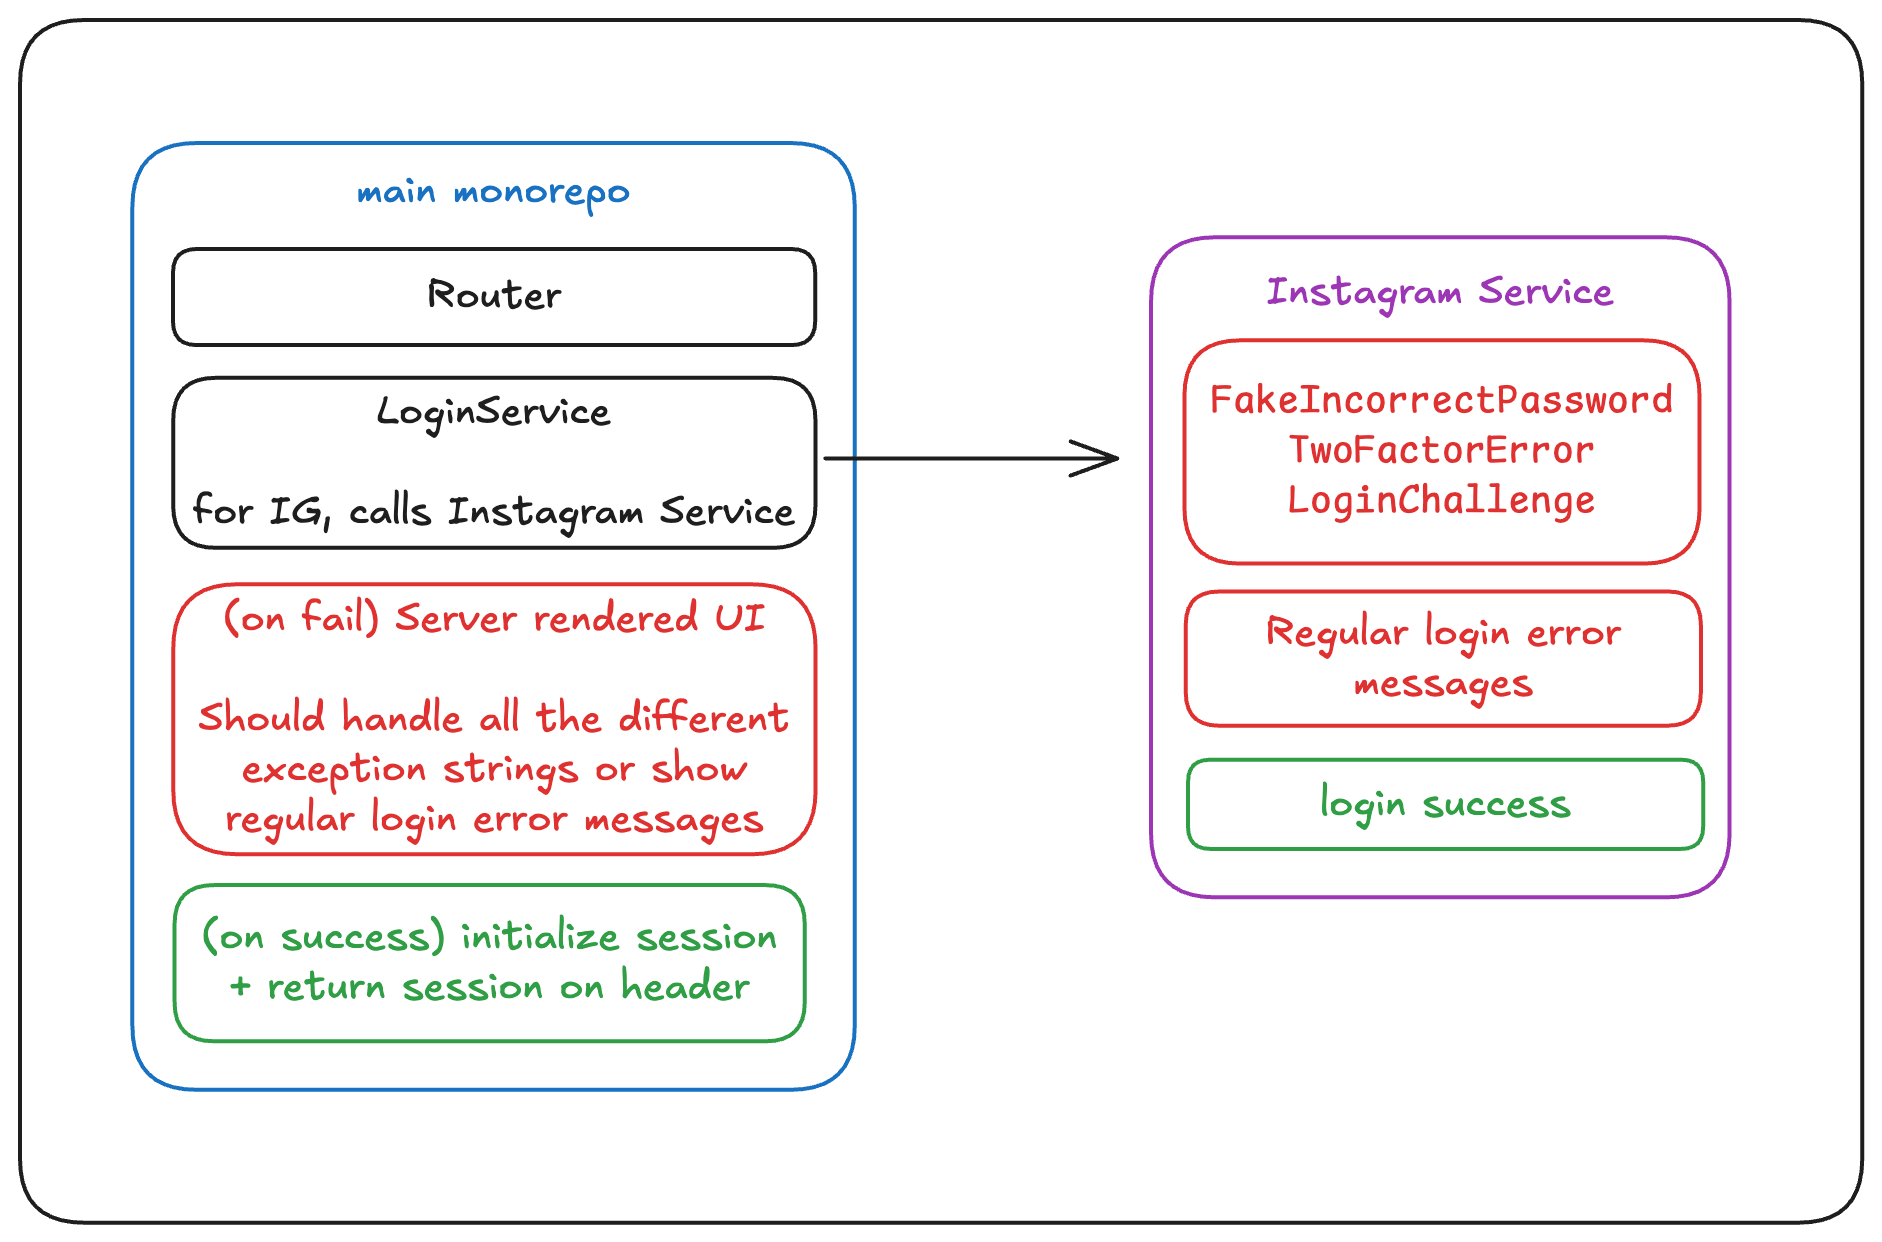 main monorepo
Router
LoginService
for IG, calls Instagram Service
(on fail) Server rendered UI
Should handle all the different
exception strings or show
regular login error messages
(on success) initialize session
+ return session on header
Instagram Service
FakeIncorrectPassword
TwoFactorError
LoginChallenge
Regular login error
messages
login success